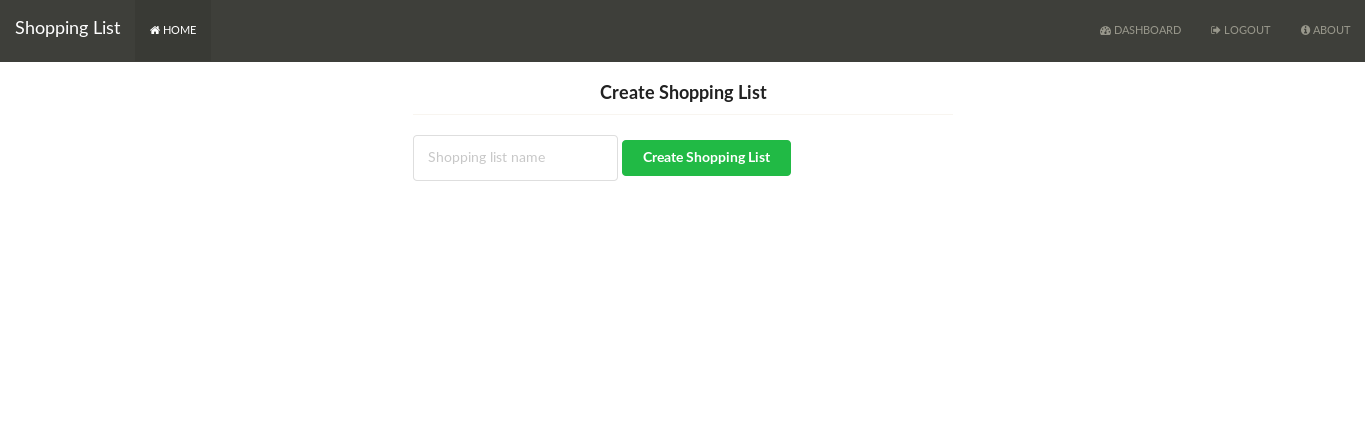 Shopping List HOME DASHBOARD LOGOUT ABOUT
Create Shopping List
Shopping list name Create Shopping List